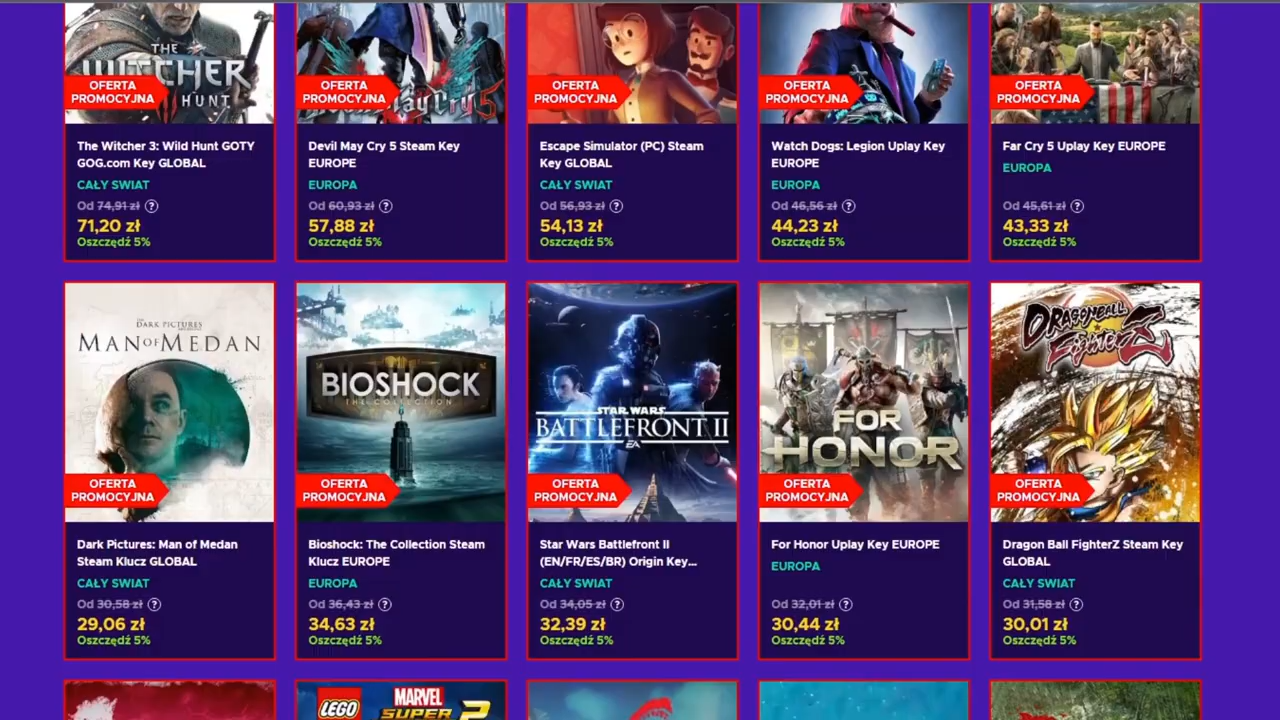 THE
WITCHER
HUNT
OFERTA
PROMOCYJNA
OFERTA
PROMOCYJNA
OFERTA
PROMOCYJNA
OFERTA
PROMOCYJNA
OFERTA
PROMOCYJNA
The Witcher 3: Wild Hunt GOTY
GOG.com Key GLOBAL
CAŁY SWIAT
Od 74,91 zł ?
71,20 zł
Oszczędź 5%
Devil May Cry 5 Steam Key
EUROPE
EUROPA
Od 60,93 zł ?
57,88 zł
Oszczędź 5%
Escape Simulator (PC) Steam
Key GLOBAL
CAŁY SWIAT
Od 56,93 zł ?
54,13 zł
Oszczędź 5%
Watch Dogs: Legion Uplay Key
EUROPE
EUROPA
Od 46,56 zł ?
44,23 zł
Oszczędź 5%
Far Cry 5 Uplay Key EUROPE
EUROPA
Od 45,61 zł ?
43,33 zł
Oszczędź 5%
THE DARK PICTURES
MAN OF MEDAN
OFERTA
PROMOCYJNA
Dark Pictures: Man of Medan
Steam Klucz GLOBAL
CAŁY SWIAT
Od 30,58 zł ?
29,06 zł
Oszczędź 5%
BIOSHOCK
THE COLLECTION
OFERTA
PROMOCYJNA
Bioshock: The Collection Steam
Klucz EUROPE
EUROPA
Od 36,43 zł ?
34,63 zł
Oszczędź 5%
STAR WARS
BATTLEFRONT II
EA
OFERTA
PROMOCYJNA
Star Wars Battlefront II
(EN/FR/ES/BR) Origin Key...
CAŁY SWIAT
Od 34,05 zł ?
32,39 zł
Oszczędź 5%
FOR
HONOR
OFERTA
PROMOCYJNA
For Honor Uplay Key EUROPE
EUROPA
Od 32,01 zł ?
30,44 zł
Oszczędź 5%
DRAGONBALL
FighterZ
OFERTA
PROMOCYJNA
Dragon Ball FighterZ Steam Key
GLOBAL
CAŁY SWIAT
Od 31,58 zł ?
30,01 zł
Oszczędź 5%
LEGO
MARVEL
SUPER
2